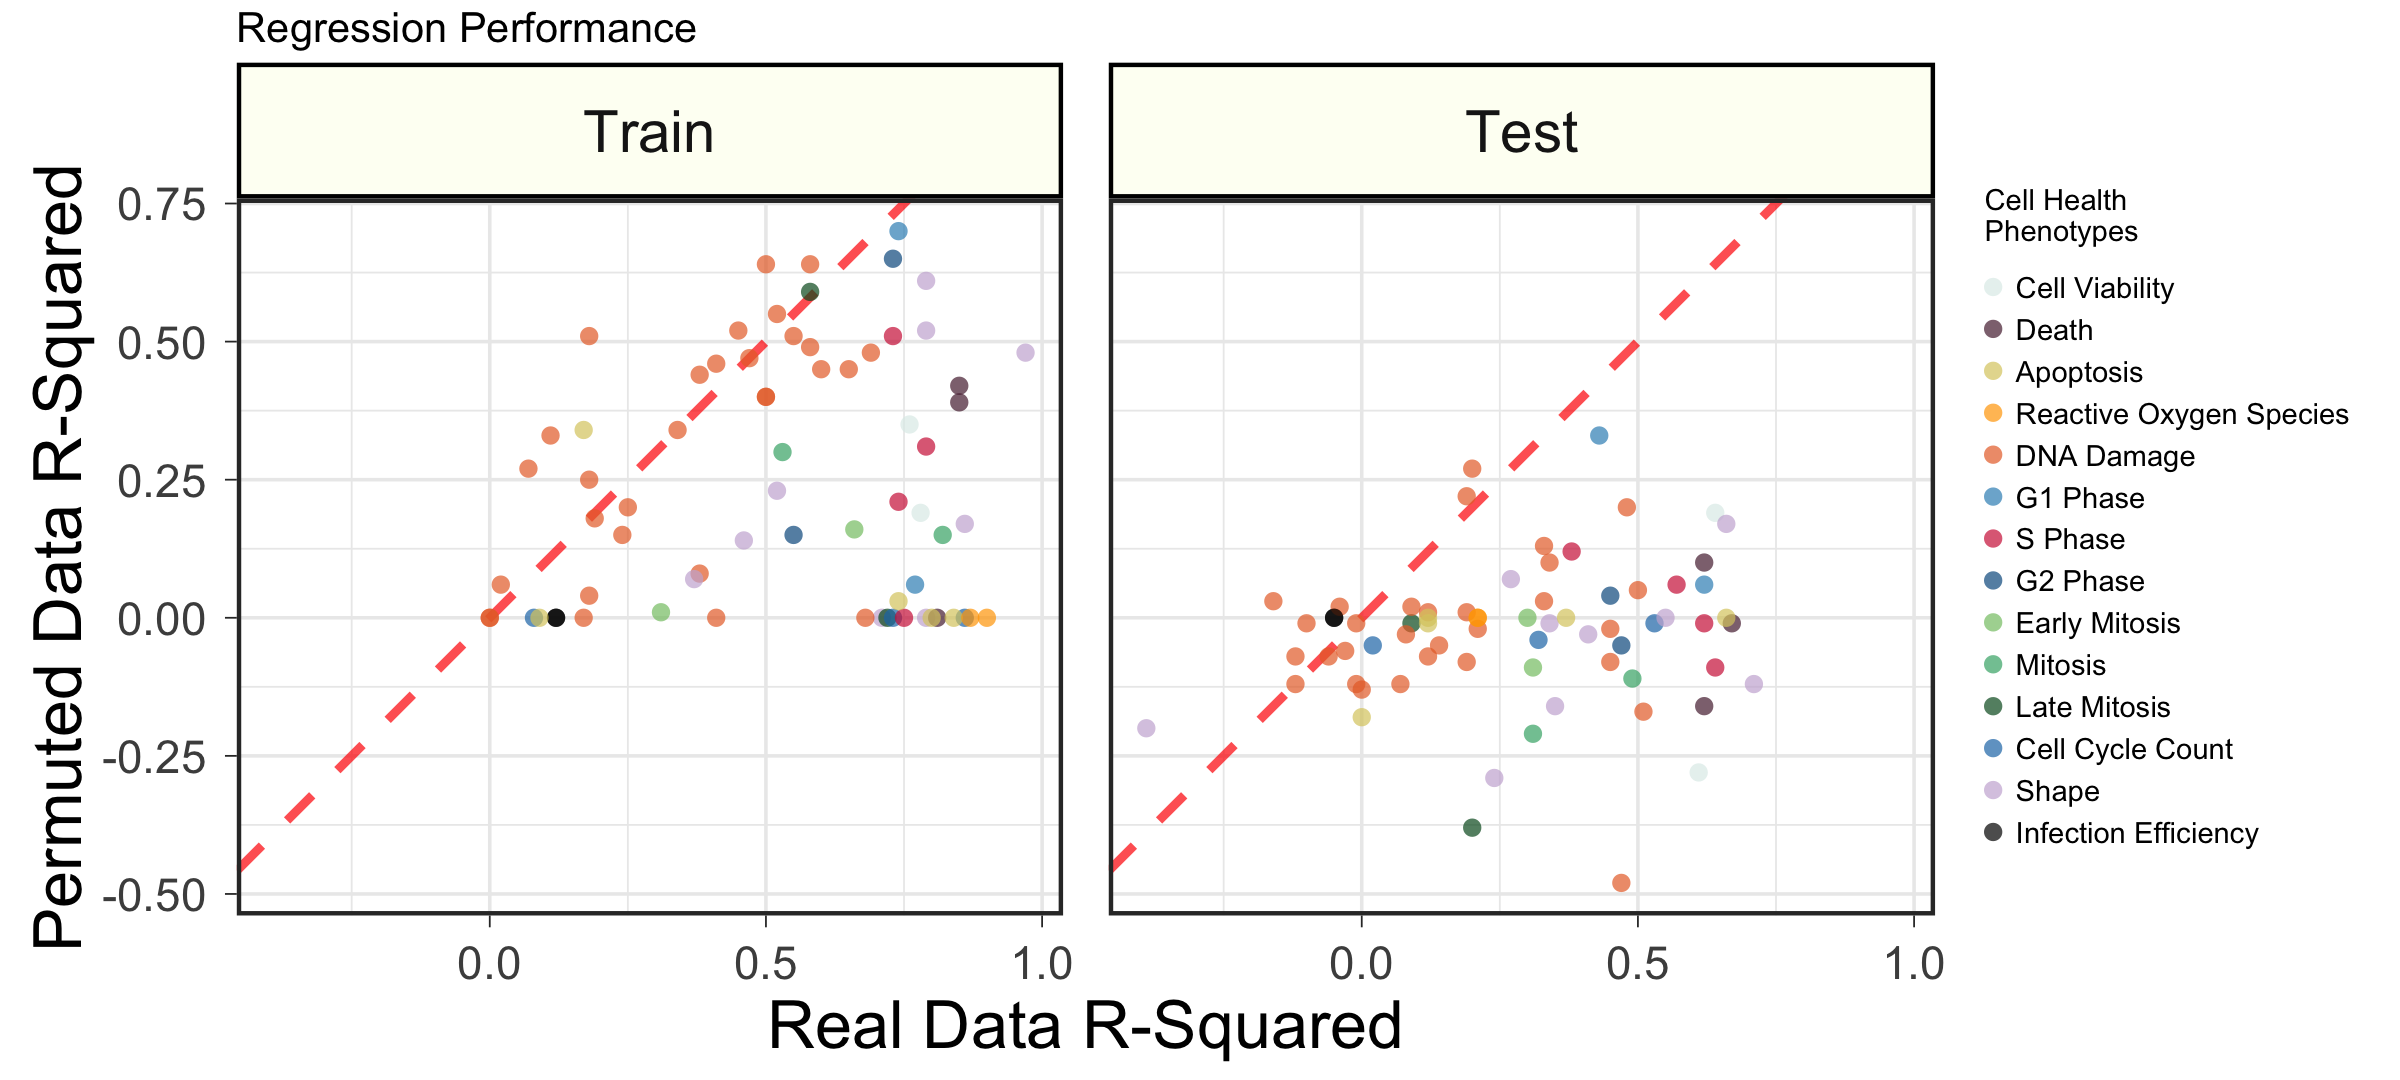 Regression Performance
Train
Test
Permuted Data R-Squared
0.75
0.50
0.25
0.00
-0.25
-0.50
0.0
0.5
1.0
0.0
0.5
1.0
Real Data R-Squared
Cell Health
Phenotypes
Cell Viability
Death
Apoptosis
Reactive Oxygen Species
DNA Damage
G1 Phase
S Phase
G2 Phase
Early Mitosis
Mitosis
Late Mitosis
Cell Cycle Count
Shape
Infection Efficiency